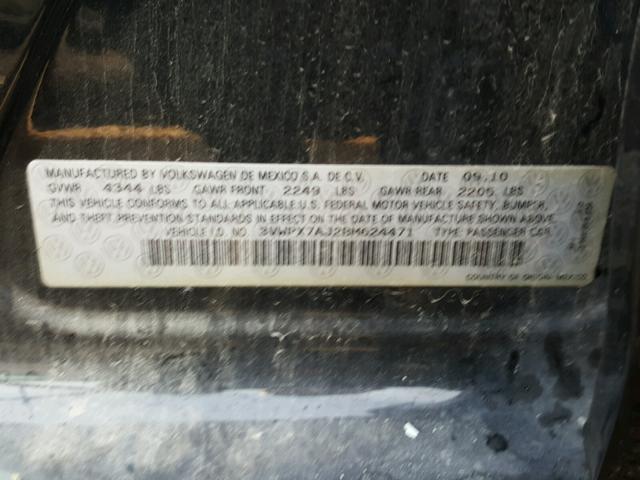 MANUFACTURED BY VOLKSWAGEN DE MEXICO S.A. DE C.V. DATE 09.10
GVWR 4344 LBS GAWR FRONT 2249 LBS GAWR REAR 2205 LBS
THIS VEHICLE CONFORMS TO ALL APPLICABLE U.S. FEDERAL MOTOR VEHICLE SAFETY, BUMPER,
AND THEFT PREVENTION STANDARDS IN EFFECT ON THE DATE OF MANUFACTURE SHOWN ABOVE.
VEHICLE I.D. NO. 3VWPX7AJ2BM624471 TYPE: PASSENGER CAR
COUNTRY OF ORIGIN: MEXICO